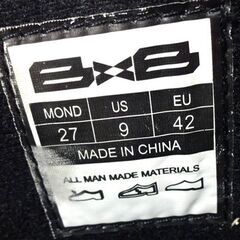 8x8
MOND US EU
27 9 42
MADE IN CHINA
ALL MAN MADE MATERIALS